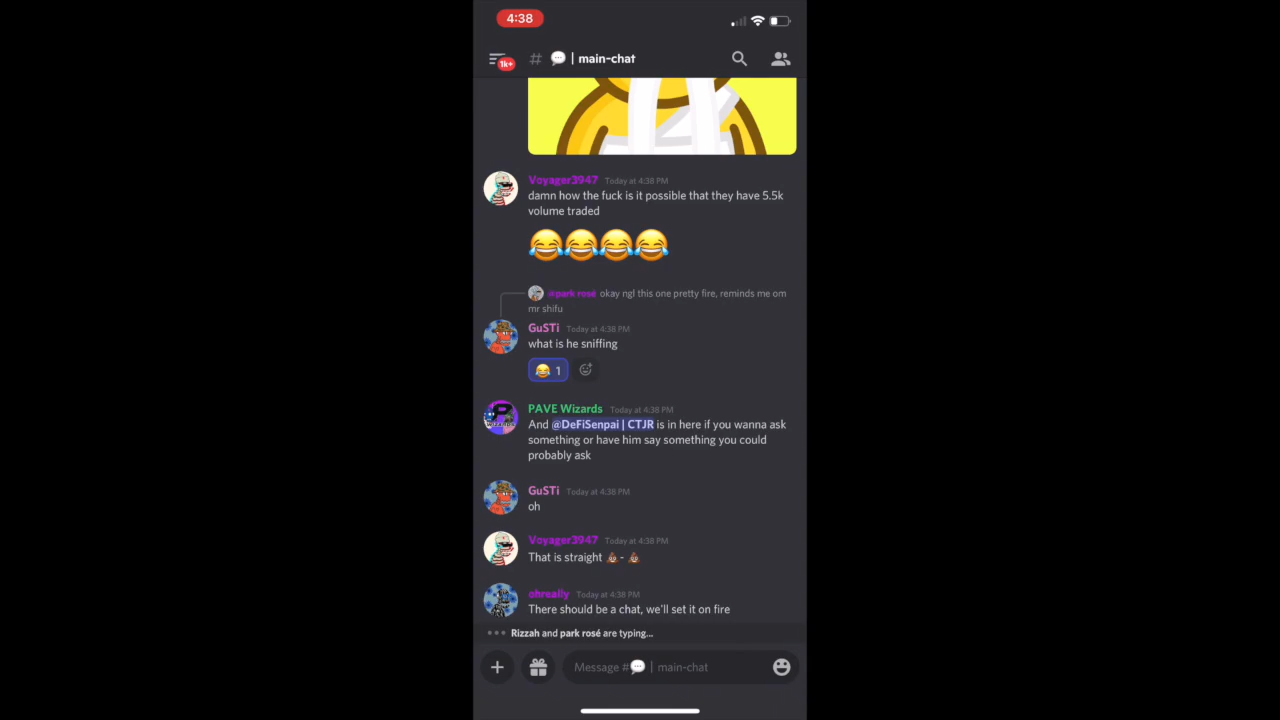 4:38
1k+
# 💬 | main-chat
Voyager3947 Today at 4:38 PM
damn how the fuck is it possible that they have 5.5k
volume traded
😂😂😂😂
@park rosé okay ngl this one pretty fire, reminds me om
mr shifu
GuSTi Today at 4:38 PM
what is he sniffing
😂 1
PAVE Wizards Today at 4:38 PM
And @DeFiSenpai | CTJR is in here if you wanna ask
something or have him say something you could
probably ask
GuSTi Today at 4:38 PM
oh
Voyager3947 Today at 4:38 PM
That is straight 💩- 💩
ohreally Today at 4:38 PM
There should be a chat, we'll set it on fire
Rizzah and park rosé are typing...
Message #💬 | main-chat